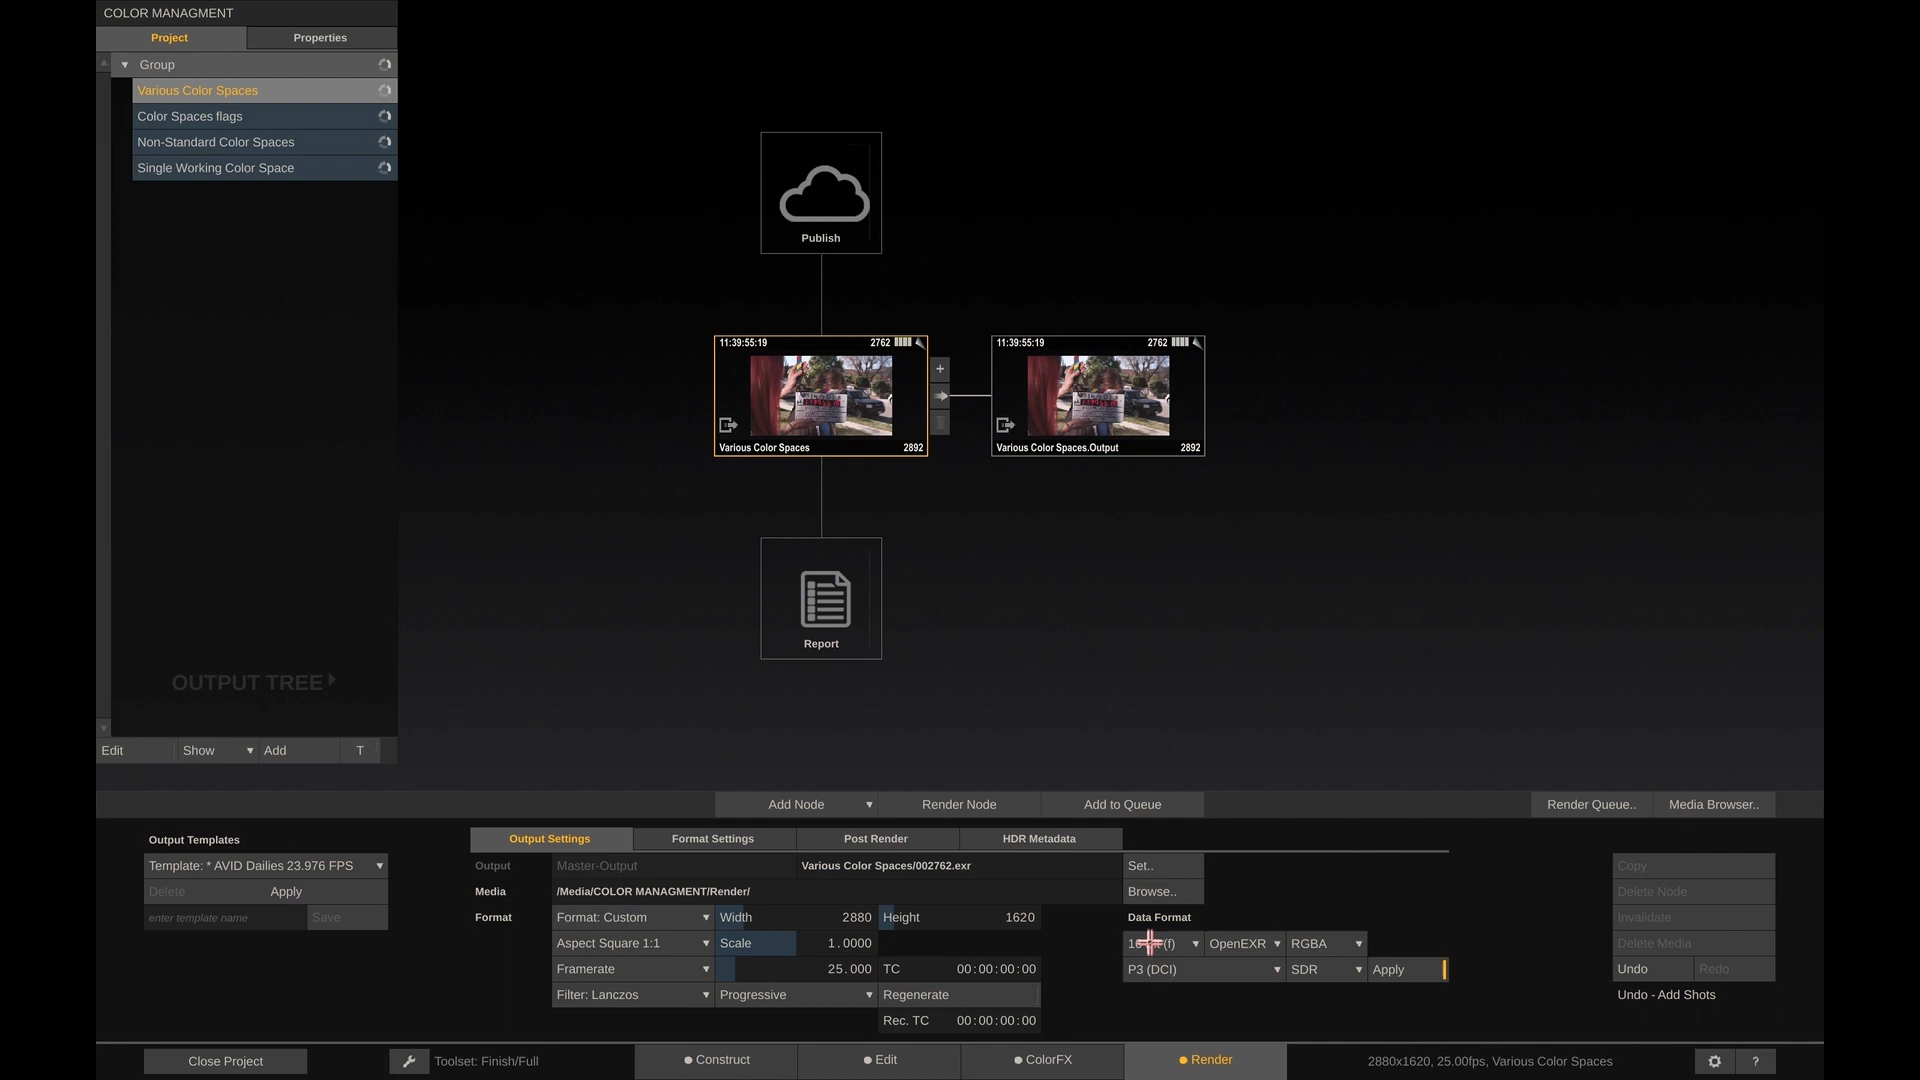 COLOR MANAGMENT
Project
Properties
Group
Various Color Spaces
Color Spaces flags
Non-Standard Color Spaces
Single Working Color Space
OUTPUT TREE
Edit
Show
Add
T
Publish
11:39:55:19
2762
Various Color Spaces
2892
11:39:55:19
2762
Various Color Spaces.Output
2892
Report
Add Node
Render Node
Add to Queue
Render Queue..
Media Browser..
Output Templates
Template: * AVID Dailies 23.976 FPS
Delete
Apply
enter template name
Save
Output Settings
Format Settings
Post Render
HDR Metadata
Output
Master-Output
Various Color Spaces/002762.exr
Set..
Media
/Media/COLOR MANAGMENT/Render/
Browse..
Format
Format: Custom
Width
2880
Height
1620
Data Format
Aspect Square 1:1
Scale
1.0000
(f)
OpenEXR
RGBA
Framerate
25.000
TC
00:00:00:00
P3 (DCI)
SDR
Apply
Filter: Lanczos
Progressive
Regenerate
Rec. TC
00:00:00:00
Copy
Delete Node
Invalidate
Delete Media
Undo
Redo
Undo - Add Shots
Close Project
Toolset: Finish/Full
Construct
Edit
ColorFX
Render
2880x1620, 25.00fps, Various Color Spaces
?